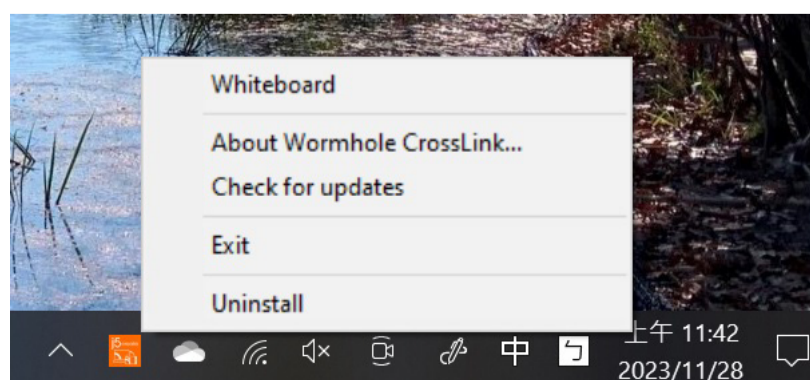 Whiteboard
About Wormhole CrossLink...
Check for updates
Exit
Uninstall
中 ㄅ 上午 11:42
2023/11/28